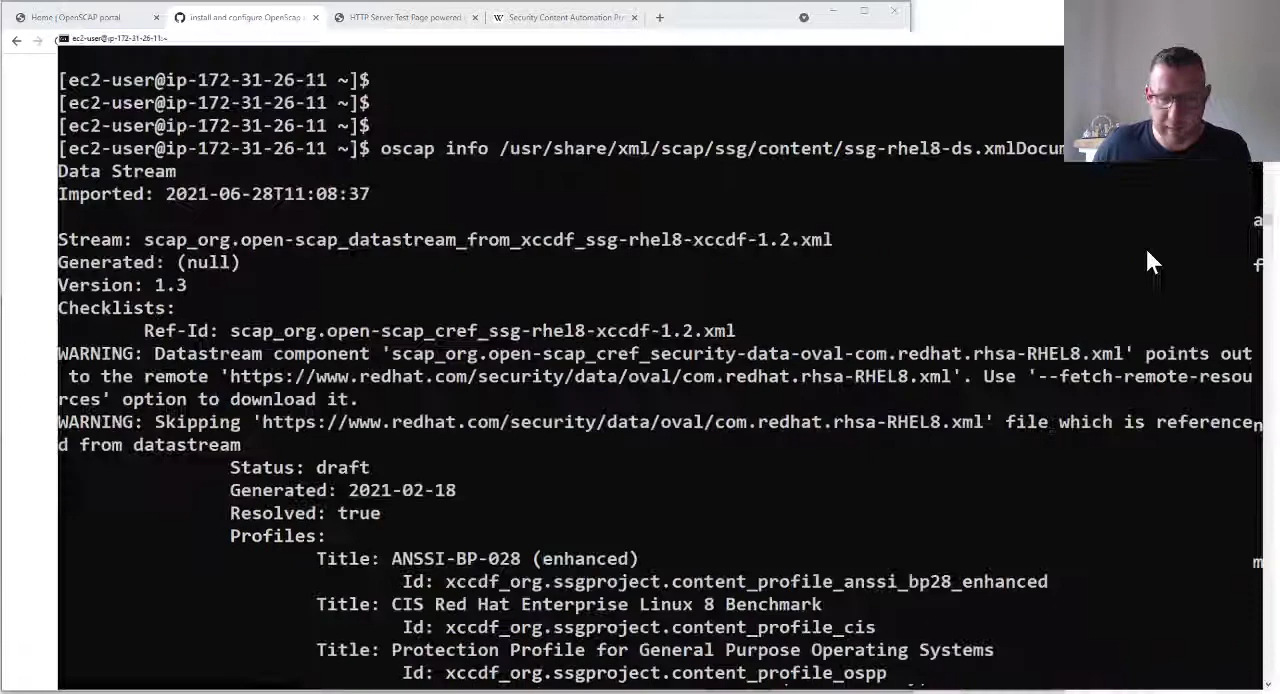 Home | OpenSCAP portal
install and configure OpenScap
HTTP Server Test Page powered
Security Content Automation Pr
ec2-user@ip-172-31-26-11:~
[ec2-user@ip-172-31-26-11 ~]$
[ec2-user@ip-172-31-26-11 ~]$
[ec2-user@ip-172-31-26-11 ~]$
[ec2-user@ip-172-31-26-11 ~]$ oscap info /usr/share/xml/scap/ssg/content/ssg-rhel8-ds.xmlDocum
Data Stream
Imported: 2021-06-28T11:08:37
a
Stream: scap_org.open-scap_datastream_from_xccdf_ssg-rhel8-xccdf-1.2.xml
Generated: (null)
f
Version: 1.3
Checklists:
Ref-Id: scap_org.open-scap_cref_ssg-rhel8-xccdf-1.2.xml
WARNING: Datastream component 'scap_org.open-scap_cref_security-data-oval-com.redhat.rhsa-RHEL8.xml' points out
to the remote 'https://www.redhat.com/security/data/oval/com.redhat.rhsa-RHEL8.xml'. Use '--fetch-remote-resou
rces' option to download it.
WARNING: Skipping 'https://www.redhat.com/security/data/oval/com.redhat.rhsa-RHEL8.xml' file which is reference
n
d from datastream
Status: draft
Generated: 2021-02-18
Resolved: true
Profiles:
Title: ANSSI-BP-028 (enhanced)
m
Id: xccdf_org.ssgproject.content_profile_anssi_bp28_enhanced
Title: CIS Red Hat Enterprise Linux 8 Benchmark
Id: xccdf_org.ssgproject.content_profile_cis
Title: Protection Profile for General Purpose Operating Systems
Id: xccdf_org.ssgproject.content_profile_ospp